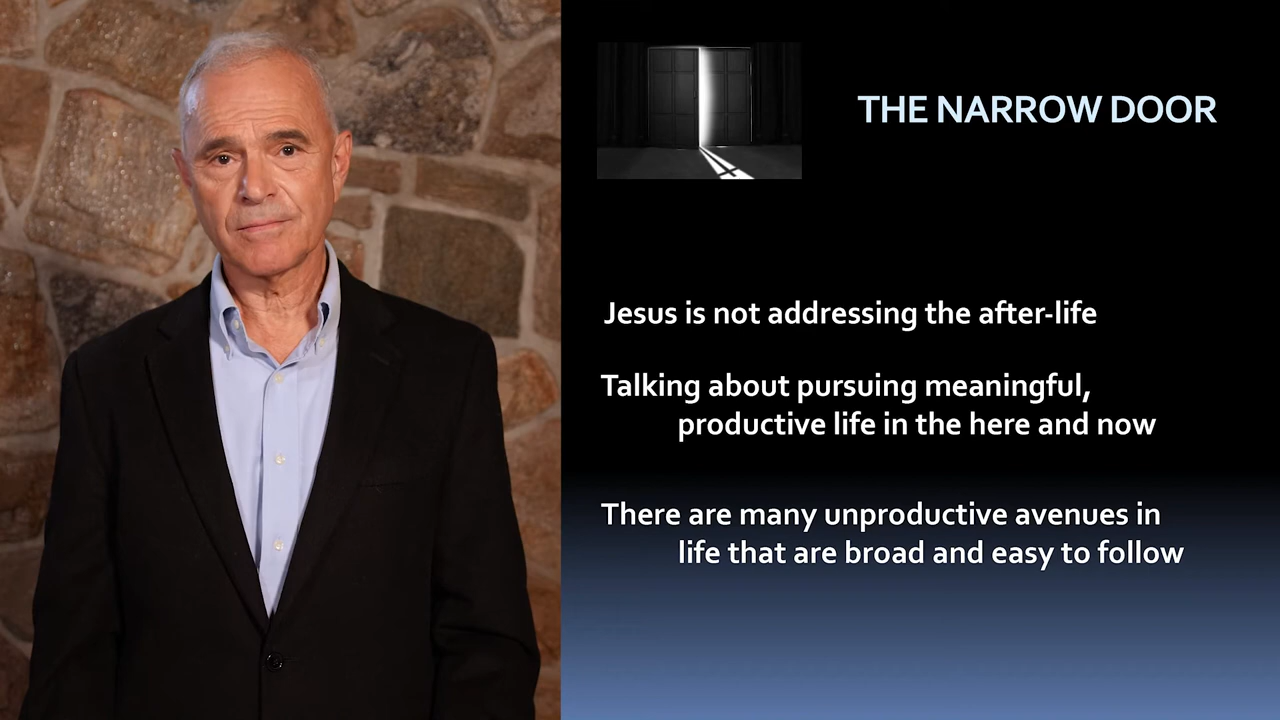 THE NARROW DOOR
Jesus is not addressing the after-life
Talking about pursuing meaningful,
productive life in the here and now
There are many unproductive avenues in
life that are broad and easy to follow